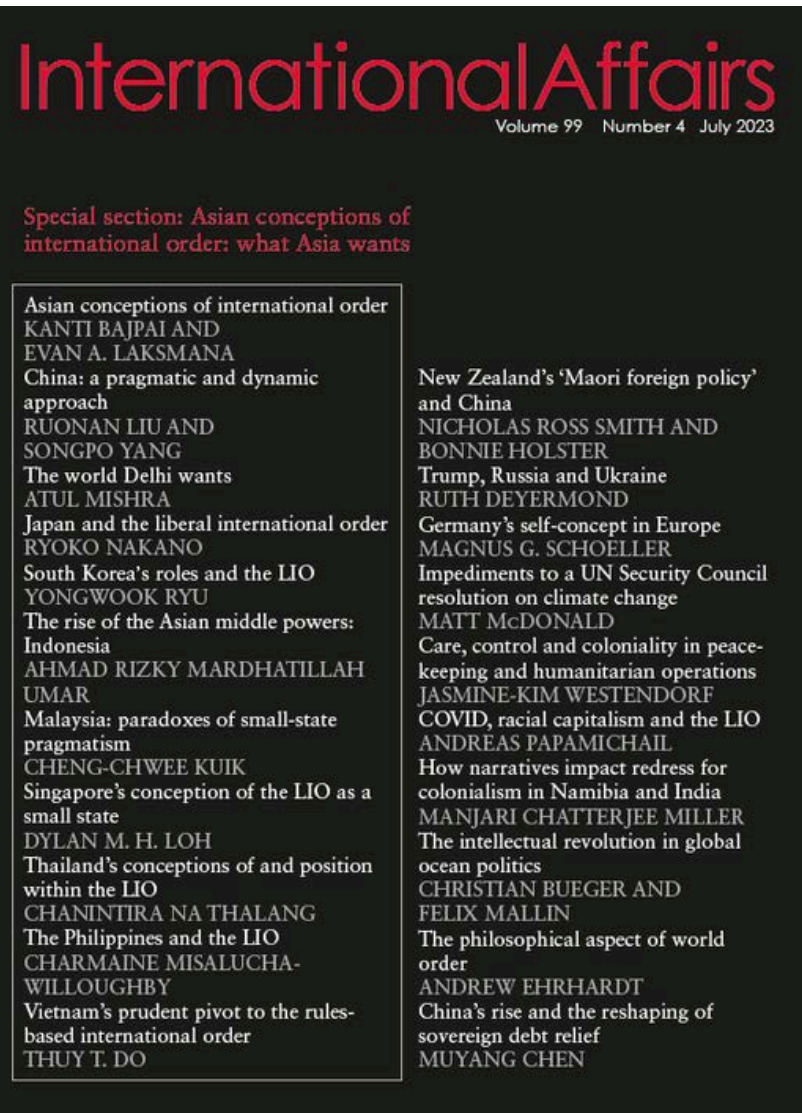 InternationalAffairs
Volume 99 Number 4 July 2023
Special section: Asian conceptions of
international order: what Asia wants
Asian conceptions of international order
KANTI BAJPAI AND
EVAN A. LAKSMANA
China: a pragmatic and dynamic
approach
RUONAN LIU AND
SONGPO YANG
The world Delhi wants
ATUL MISHRA
Japan and the liberal international order
RYOKO NAKANO
South Korea's roles and the LIO
YONGWOOK RYU
The rise of the Asian middle powers:
Indonesia
AHMAD RIZKY MARDHATILLAH
UMAR
Malaysia: paradoxes of small-state
pragmatism
CHENG-CHWEE KUIK
Singapore's conception of the LIO as a
small state
DYLAN M. H. LOH
Thailand's conceptions of and position
within the LIO
CHANINTIRA NA THALANG
The Philippines and the LIO
CHARMAINE MISALUCHA-
WILLOUGHBY
Vietnam's prudent pivot to the rules-
based international order
THUY T. DO
New Zealand's ‘Maori foreign policy’
and China
NICHOLAS ROSS SMITH AND
BONNIE HOLSTER
Trump, Russia and Ukraine
RUTH DEYERMOND
Germany's self-concept in Europe
MAGNUS G. SCHOELLER
Impediments to a UN Security Council
resolution on climate change
MATT McDONALD
Care, control and coloniality in peace-
keeping and humanitarian operations
JASMINE-KIM WESTENDORF
COVID, racial capitalism and the LIO
ANDREAS PAPAMICHAIL
How narratives impact redress for
colonialism in Namibia and India
MANJARI CHATTERJEE MILLER
The intellectual revolution in global
ocean politics
CHRISTIAN BUEGER AND
FELIX MALLIN
The philosophical aspect of world
order
ANDREW EHRHARDT
China's rise and the reshaping of
sovereign debt relief
MUYANG CHEN